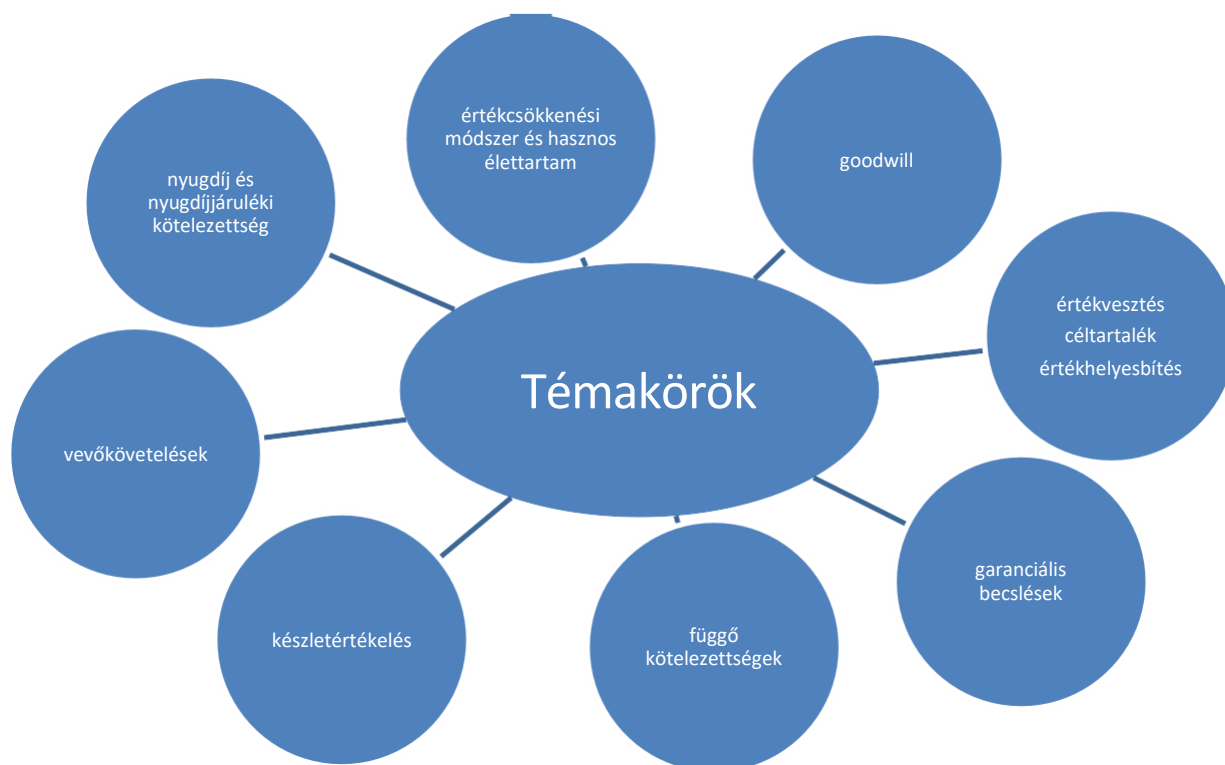 értékcsökkenési
módszer és hasznos
élettartam
goodwill
értékvesztés
céltartalék
értékhelyesbítés
garanciális
becslések
függő
kötelezettségek
készletértékelés
vevőkövetelések
nyugdíj és
nyugdíjjáruléki
kötelezettség
Témakörök